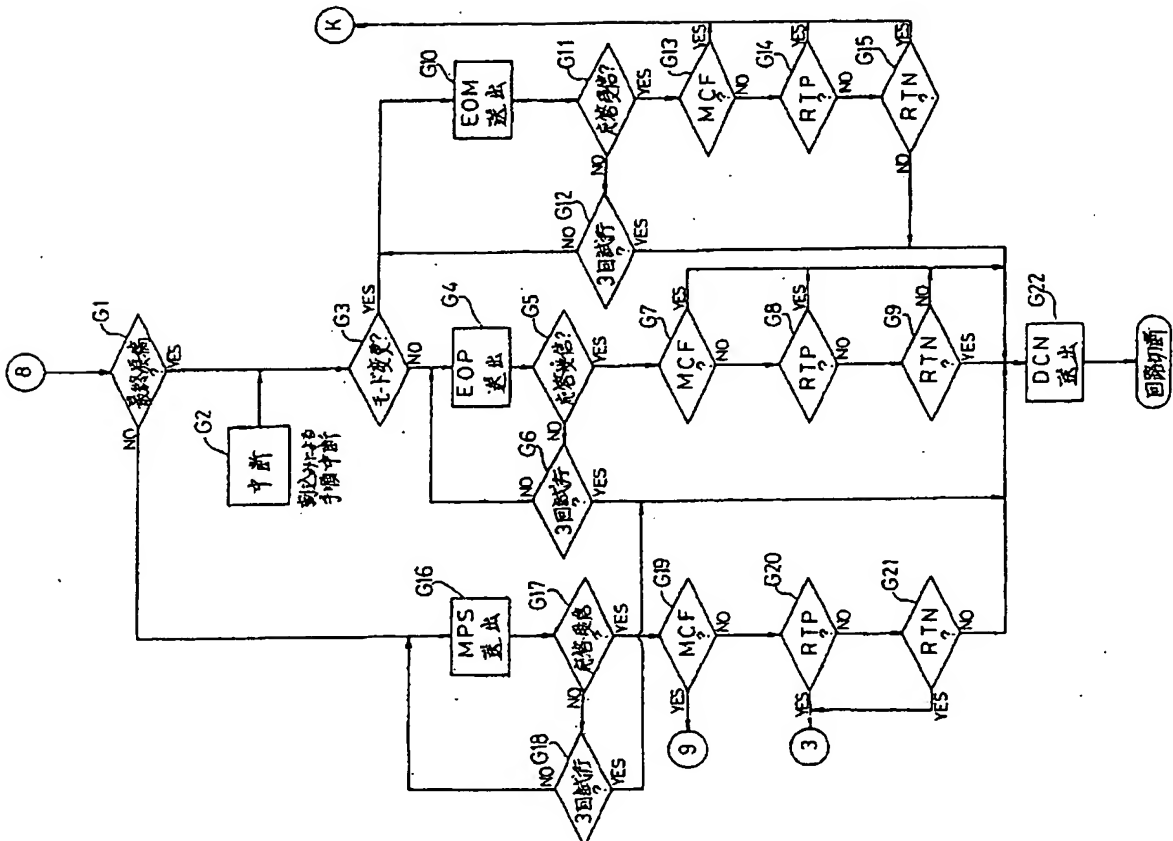 8
G1
最終原稿
?
NO
YES
G2
中断
割込みによる
手順中断
G3
モード変更?
YES
NO
G4
EOP
送出
G5
応答受信?
NO
YES
G6
3回試行
?
NO
YES
G7
MCF
?
YES
NO
G8
RTP
?
YES
NO
G9
RTN
?
NO
YES
G10
EOM
送出
G11
応答受信?
NO
YES
G12
3回試行
?
NO
YES
G13
MCF
?
YES
NO
G14
RTP
?
YES
NO
G15
RTN
?
YES
NO
K
G16
MPS
送出
G17
応答受信
?
NO
YES
G18
3回試行
?
NO
YES
G19
MCF
?
YES
NO
9
G20
RTP
?
YES
NO
3
G21
RTN
?
YES
NO
G22
DCN
送出
回路切断